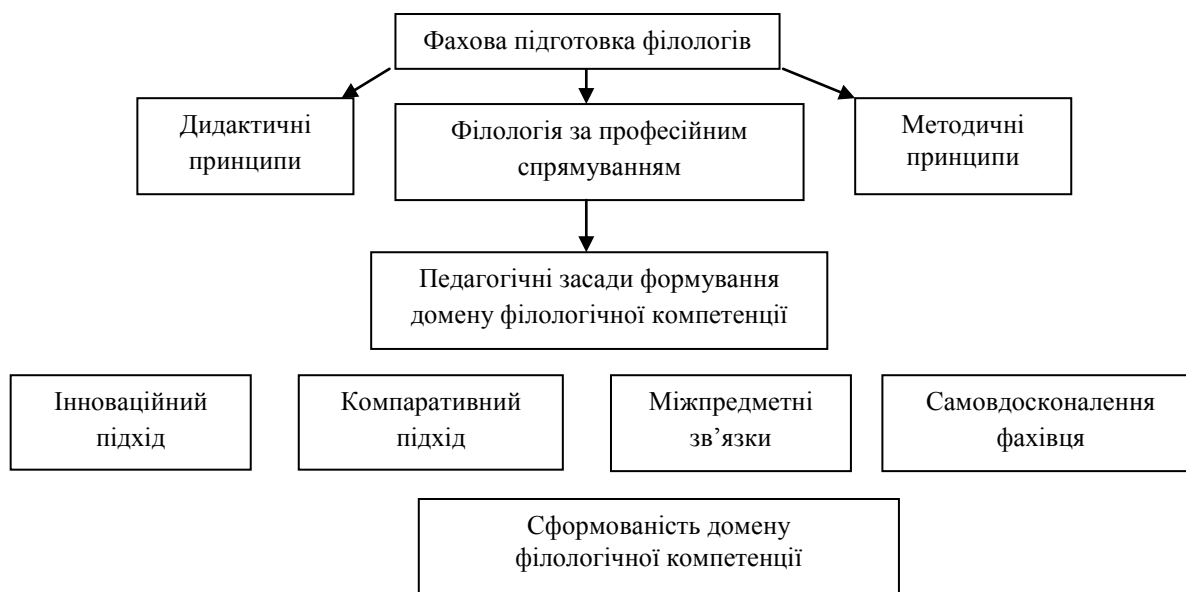 Фахова підготовка філологів
Дидактичні
принципи
Філологія за професійним
спрямуванням
Методичні
принципи
Педагогічні засади формування
домену філологічної компетенції
Інноваційний
підхід
Компаративний
підхід
Міжпредметні
зв’язки
Самовдосконалення
фахівця
Сформованість домену
філологічної компетенції